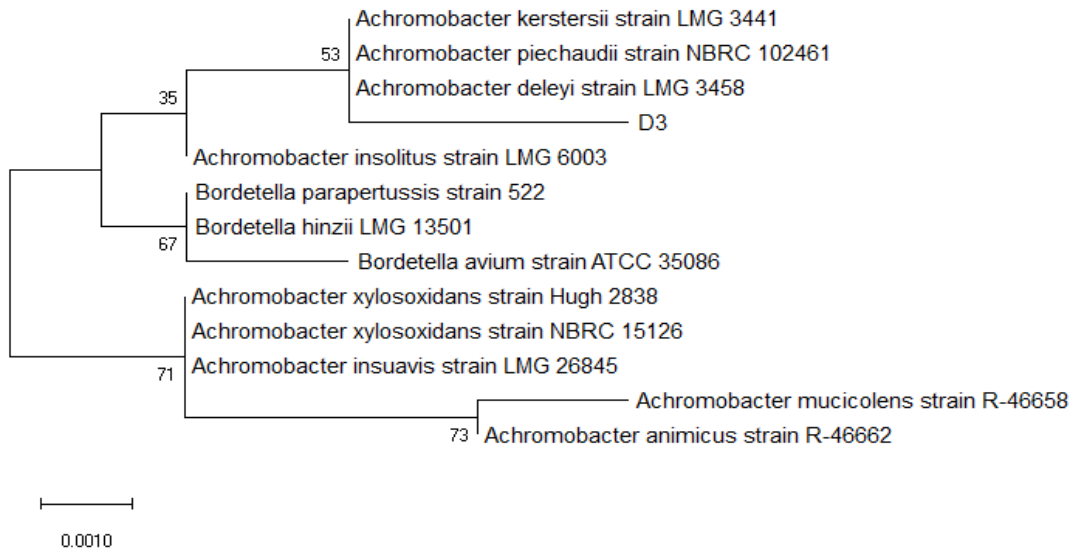 Achromobacter kerstersii strain LMG 3441
53
Achromobacter piechaudii strain NBRC 102461
Achromobacter deleyi strain LMG 3458
35
D3
Achromobacter insolitus strain LMG 6003
Bordetella parapertussis strain 522
Bordetella hinzii LMG 13501
67
Bordetella avium strain ATCC 35086
Achromobacter xylosoxidans strain Hugh 2838
Achromobacter xylosoxidans strain NBRC 15126
Achromobacter insuavis strain LMG 26845
71
Achromobacter mucicolens strain R-46658
73
Achromobacter animicus strain R-46662
0.0010